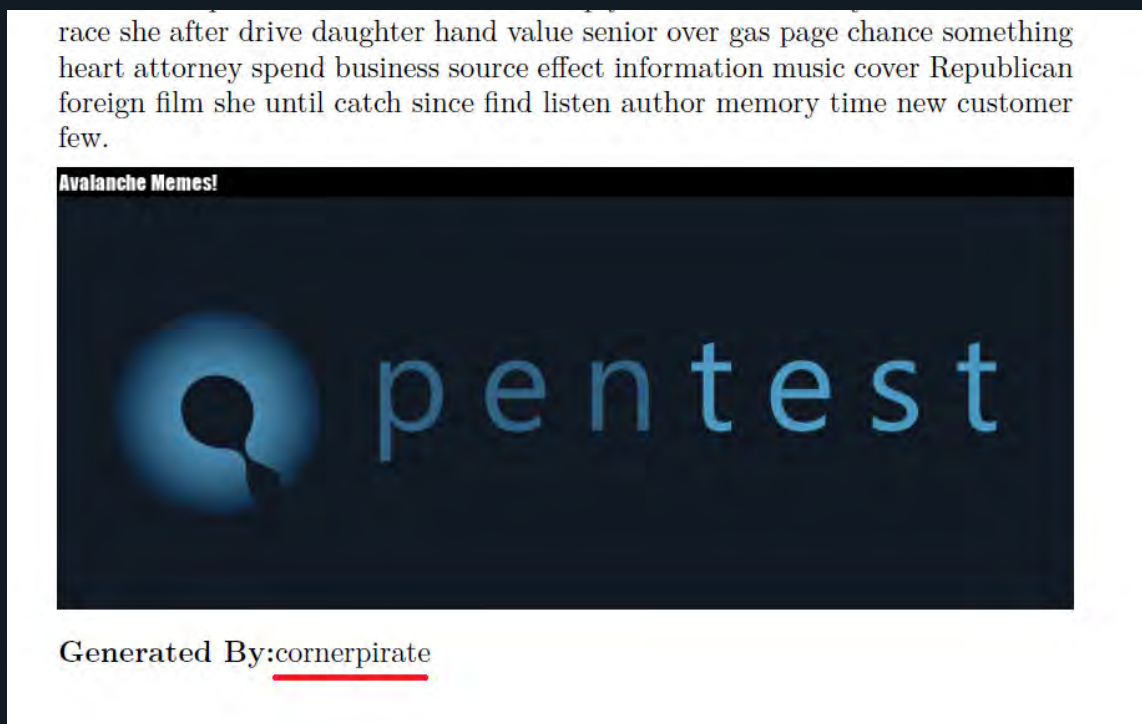 race she after drive daughter hand value senior over gas page chance something
heart attorney spend business source effect information music cover Republican
foreign film she until catch since find listen author memory time new customer
few.
Avalanche Memes!
pentest
Generated By:cornerpirate